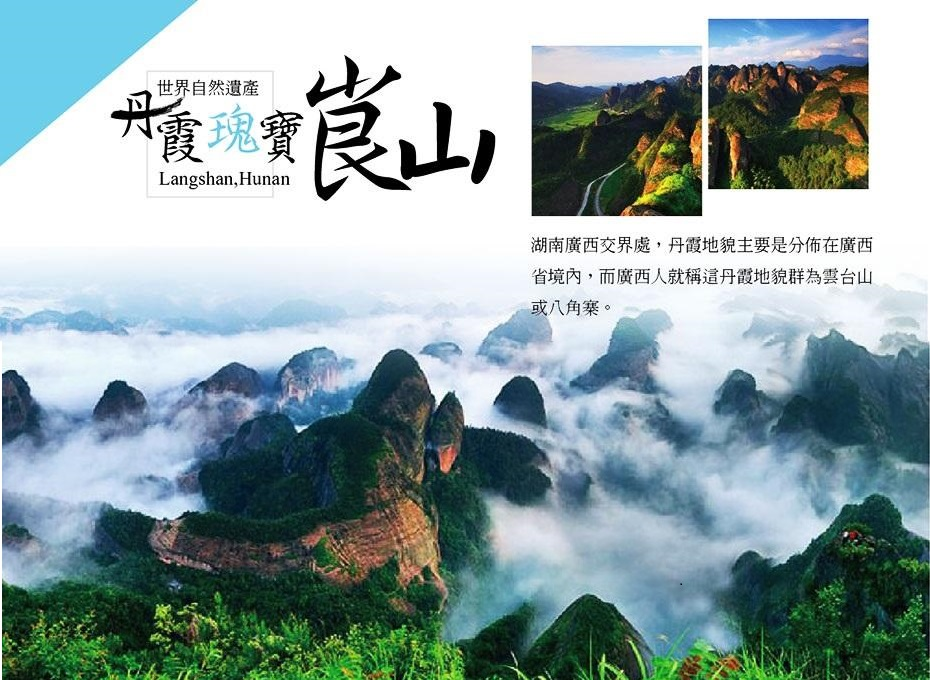 世界自然遺產
丹霞瑰寶
崀山
Langshan,Hunan
湖南廣西交界處，丹霞地貌主要是分佈在廣西
省境內，而廣西人就稱這丹霞地貌群為雲台山
或八角寨。